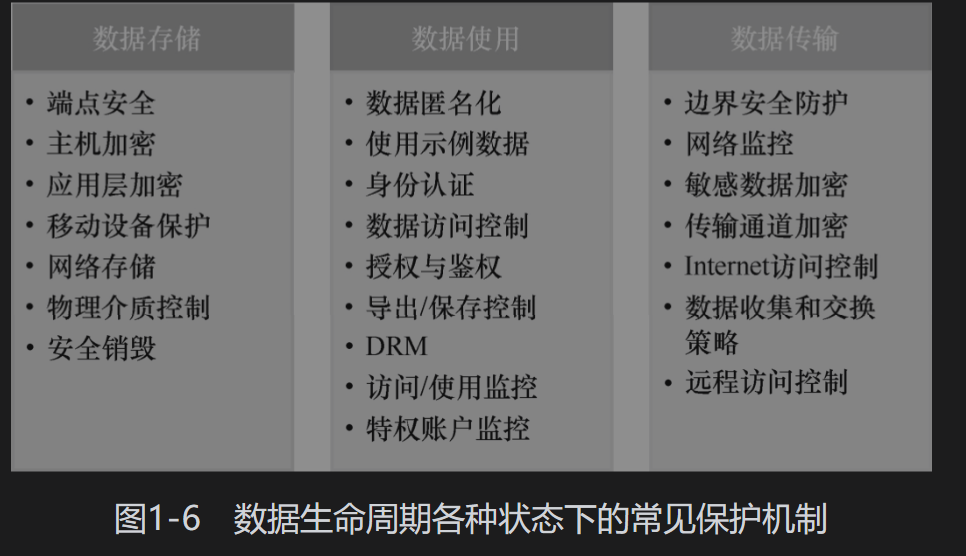 数据存储
• 端点安全
• 主机加密
• 应用层加密
• 移动设备保护
• 网络存储
• 物理介质控制
• 安全销毁
数据使用
• 数据匿名化
• 使用示例数据
• 身份认证
• 数据访问控制
• 授权与鉴权
• 导出/保存控制
• DRM
• 访问/使用监控
• 特权账户监控
数据传输
• 边界安全防护
• 网络监控
• 敏感数据加密
• 传输通道加密
• Internet访问控制
• 数据收集和交换
策略
• 远程访问控制
图1-6 数据生命周期各种状态下的常见保护机制